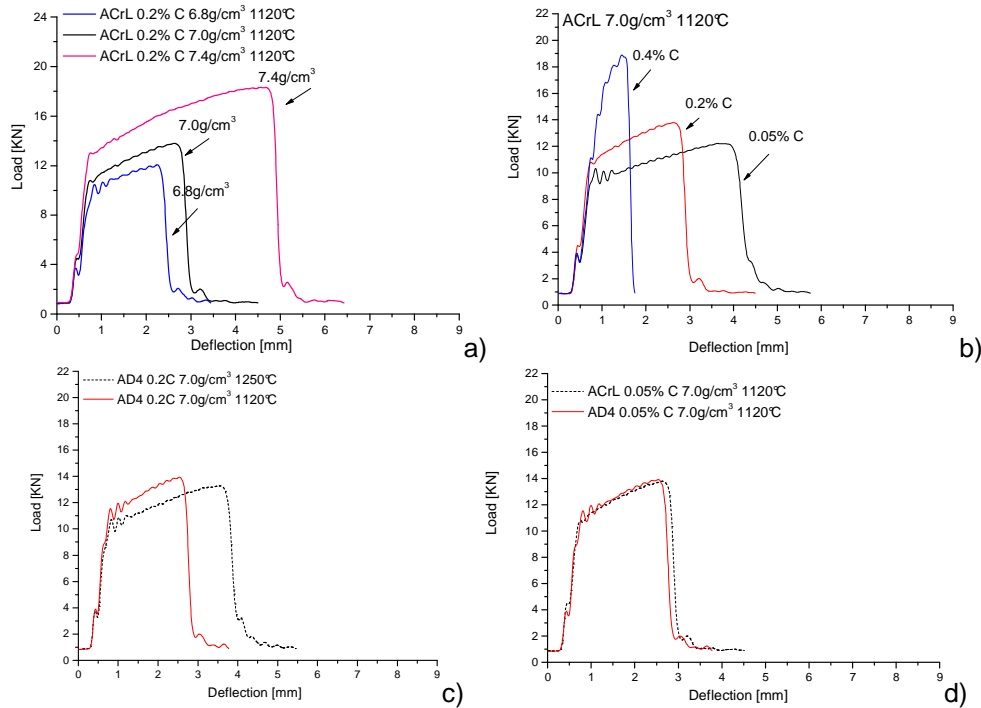 ACrL 0.2% C 6.8g/cm³ 1120℃
ACrL 0.2% C 7.0g/cm³ 1120℃
ACrL 0.2% C 7.4g/cm³ 1120℃
7.4g/cm³
7.0g/cm³
6.8g/cm³
24
20
16
12
8
4
0
Load [KN]
0 1 2 3 4 5 6 7 8 9
Deflection [mm]
a)
ACrL 7.0g/cm³ 1120℃
0.4% C
0.2% C
0.05% C
22
20
18
16
14
12
10
8
6
4
2
0
Load [KN]
0 1 2 3 4 5 6 7 8 9
Deflection [mm]
b)
AD4 0.2C 7.0g/cm³ 1250℃
AD4 0.2C 7.0g/cm³ 1120℃
22
20
18
16
14
12
10
8
6
4
2
0
Load [KN]
0 1 2 3 4 5 6 7 8 9
Deflection [mm]
c)
ACrL 0.05% C 7.0g/cm³ 1120℃
AD4 0.05% C 7.0g/cm³ 1120℃
22
20
18
16
14
12
10
8
6
4
2
0
Load [KN]
0 1 2 3 4 5 6 7 8 9
Deflection [mm]
d)